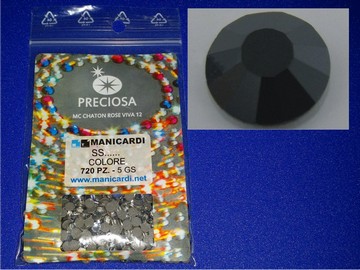 PRECIOSA
MC CHATON ROSE VIVA 12
MANICARDI
SS......
COLORE
720 PZ. - 5 GS
www.manicardi.net